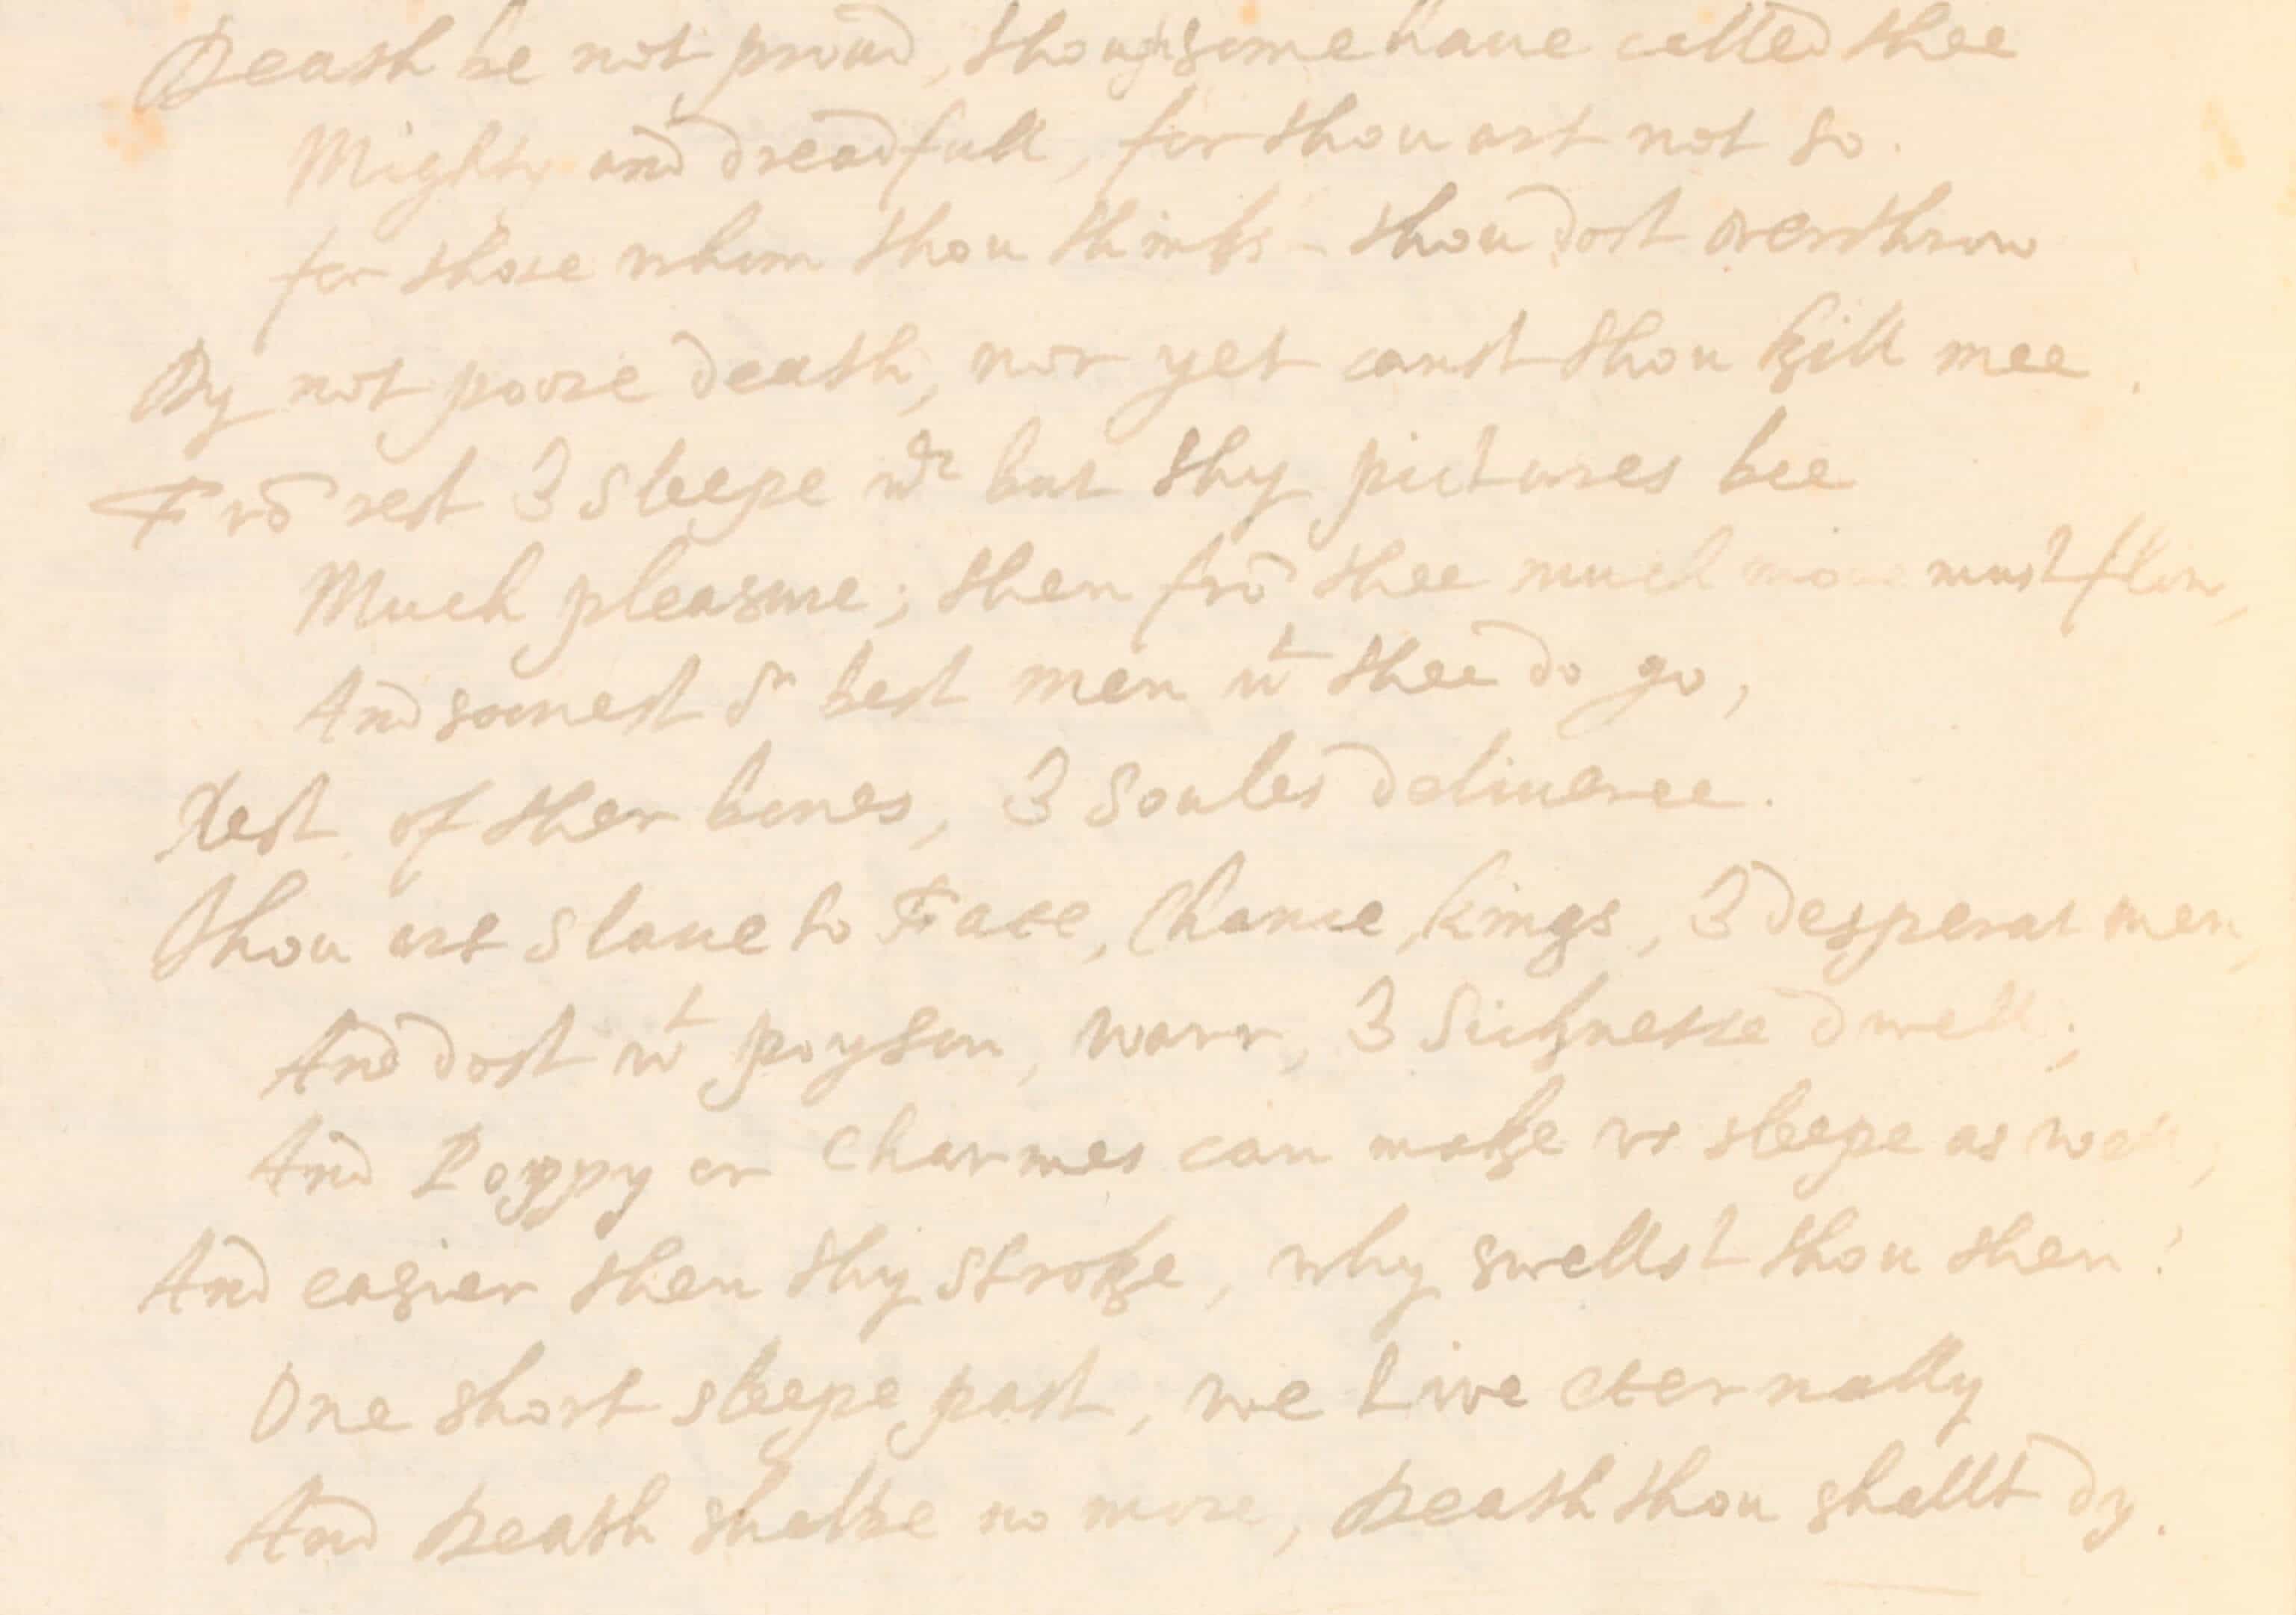 Death be not proud, though some haue called thee
Mighty and dreadfull, for thou art not so.
for those whom thou thinks thou dost overthrow
Dy not poore death, nor yet canst thou kill mee.
Frō rest & sleepe wch but thy pictures bee
Much pleasure; then frō thee much more must flow,
And soonest or best men wt thee do go,
Rest of ther bones, & Soules deliueree.
Thou art slaue to Fate, Chance, kings, & desperat men,
And dost wt poyson, warr, & Sicknesse dwell;
And Poppy or Charmes can make vs sleepe as well,
And easier then thy stroke, why swellst thou then?
One short sleepe past, we Live eternally
And Death shalbe no more, Death thou shallt dy.